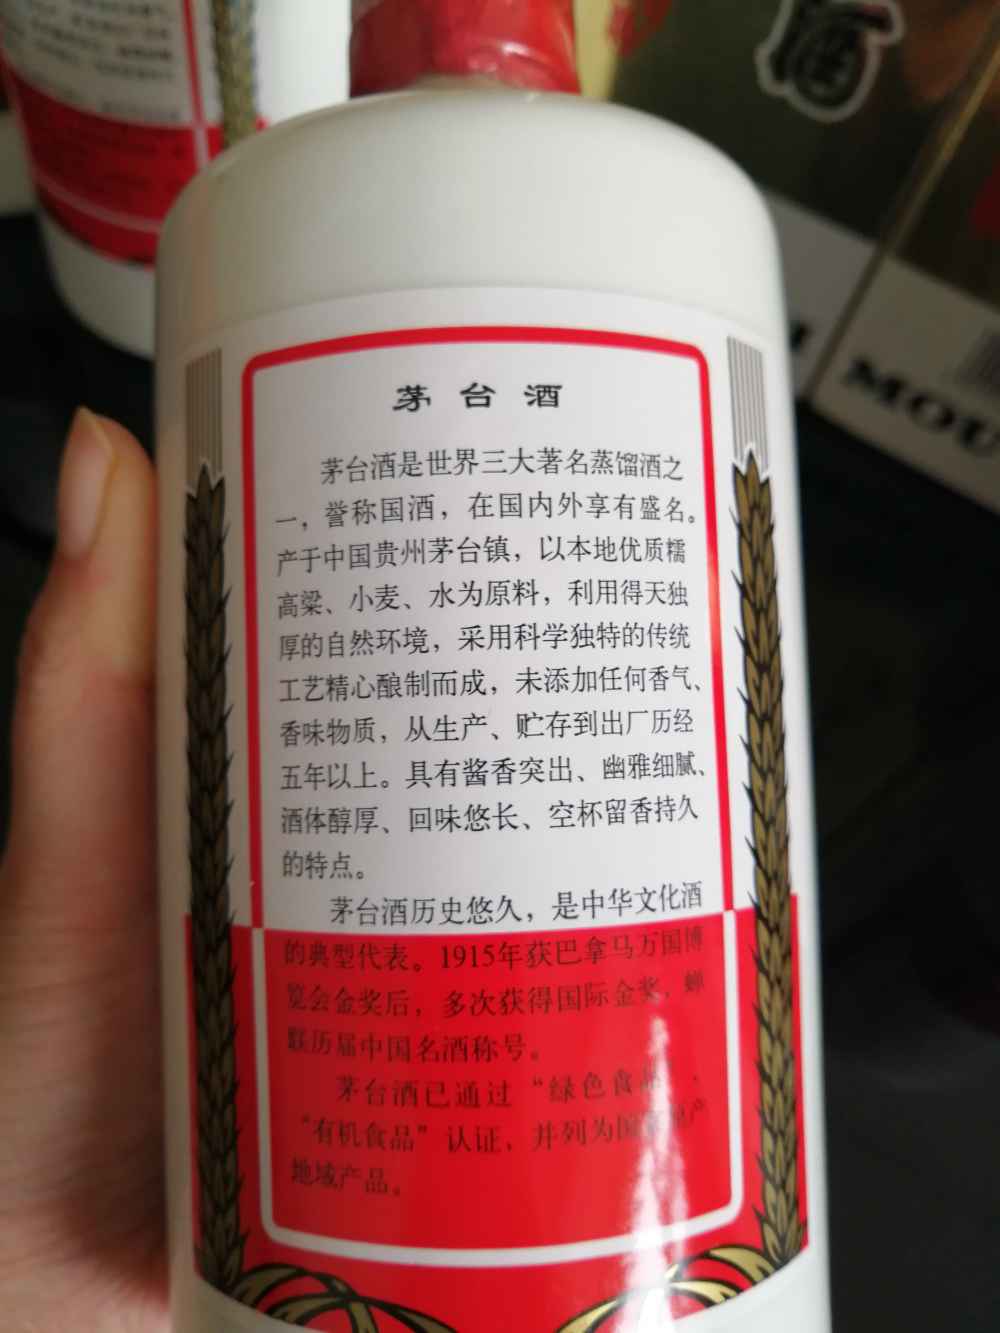 酒
MOU
茅台酒
茅台酒是世界三大著名蒸馏酒之
一，誉称国酒，在国内外享有盛名。
产于中国贵州茅台镇，以本地优质糯
高粱、小麦、水为原料，利用得天独
厚的自然环境，采用科学独特的传统
工艺精心酿制而成，未添加任何香气、
香味物质，从生产、贮存到出厂历经
五年以上。具有酱香突出、幽雅细腻、
酒体醇厚、回味悠长、空杯留香持久
的特点。
茅台酒历史悠久，是中华文化酒
的典型代表。1915年获巴拿马万国博
览会金奖后，多次获得国际金奖，蝉
联历届中国名酒称号。
茅台酒已通过“绿色食品”、
“有机食品”认证，并列为国家地产
地域产品。